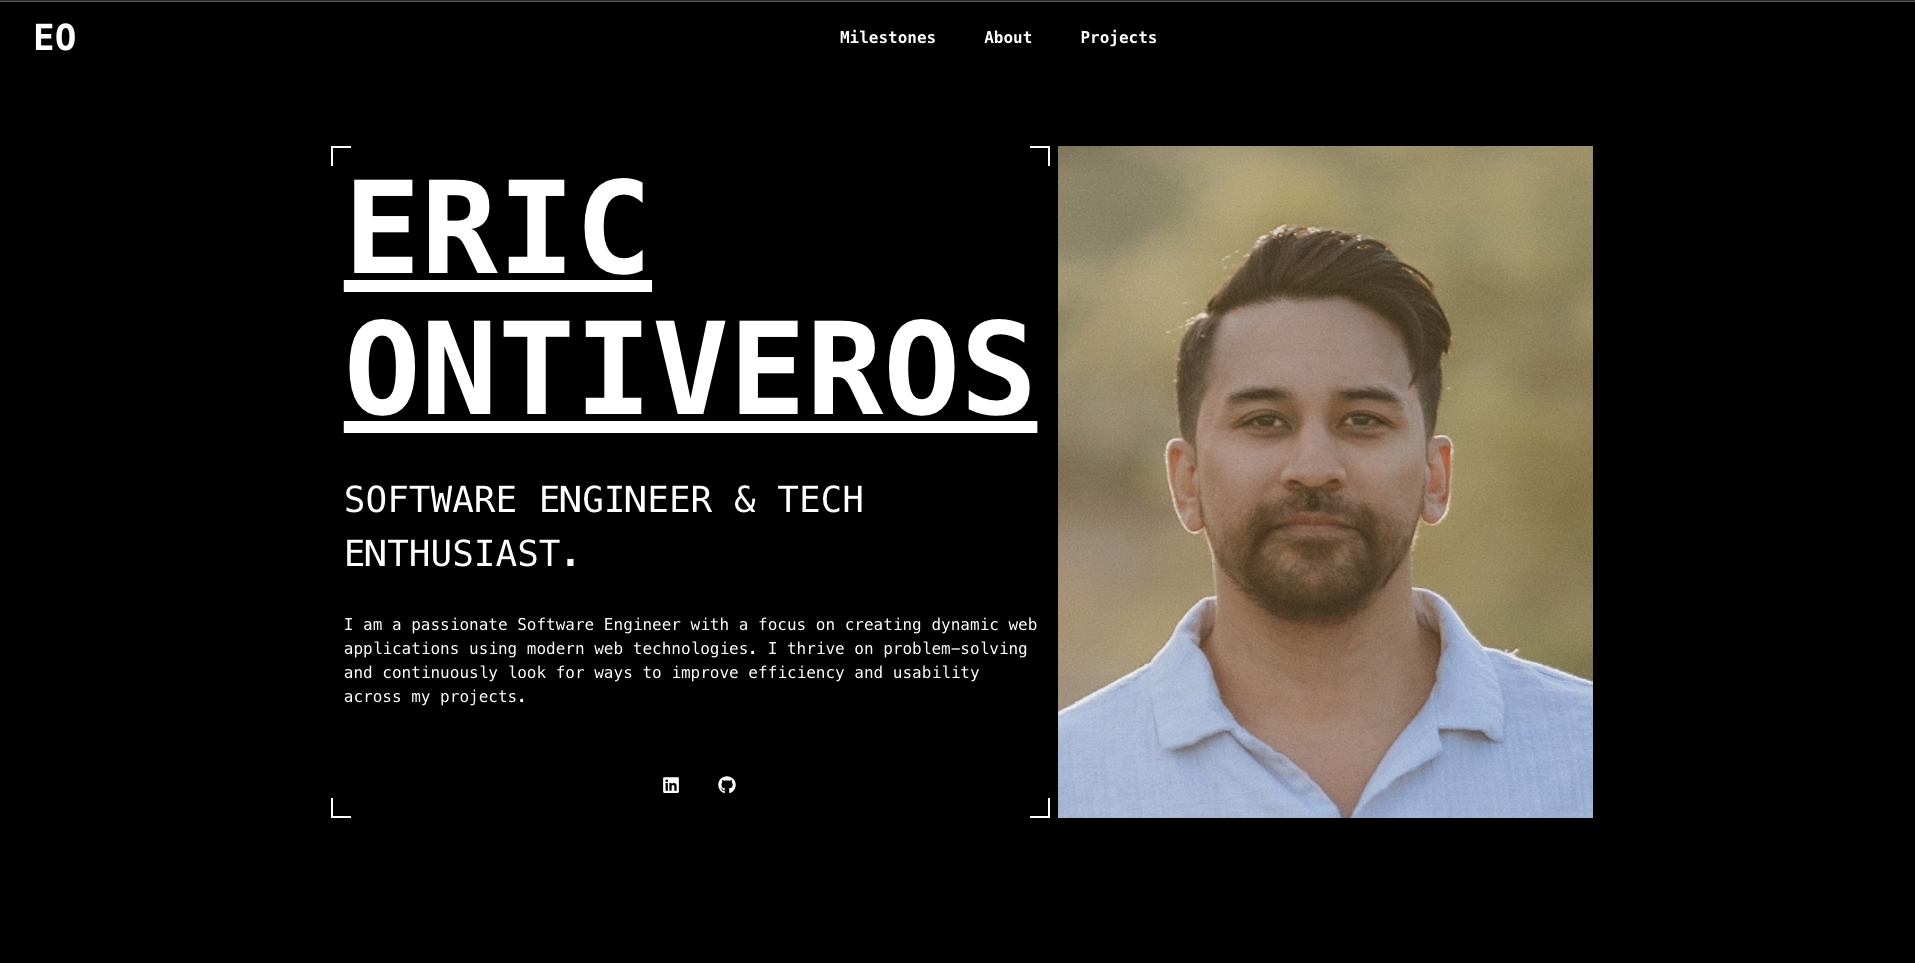 EO
Milestones About Projects
ERIC
ONTIVEROS
SOFTWARE ENGINEER & TECH
ENTHUSIAST.
I am a passionate Software Engineer with a focus on creating dynamic web
applications using modern web technologies. I thrive on problem-solving
and continuously look for ways to improve efficiency and usability
across my projects.
in